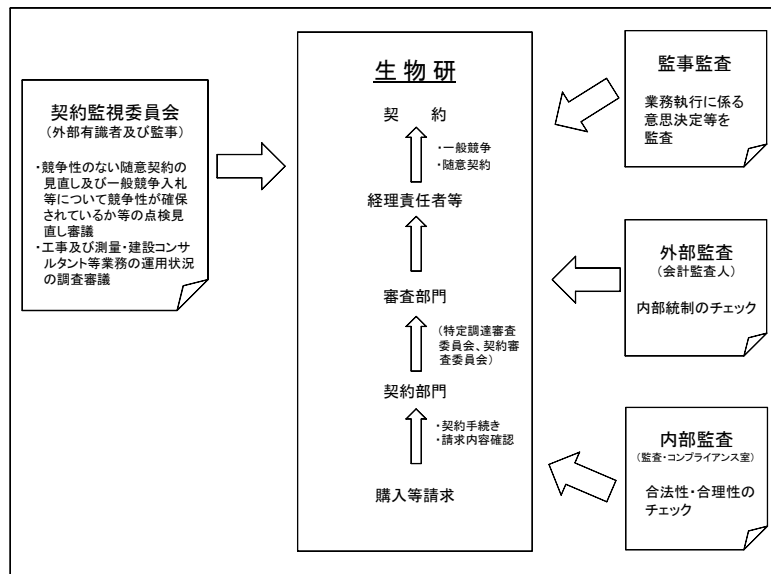 契約監視委員会
(外部有識者及び監事)
・競争性のない随意契約の
見直し及び一般競争入札
等について競争性が確保
されているか等の点検見
直し審議
・工事及び測量・建設コンサ
ルタント等業務の運用状況
の調査審議
生物研
契　約
・一般競争
・随意契約
経理責任者等
審査部門
(特定調達審査
委員会、契約審
査委員会)
契約部門
・契約手続き
・請求内容確認
購入等請求
監事監査
業務執行に係る
意思決定等を
監査
外部監査
(会計監査人)
内部統制のチェック
内部監査
(監査・コンプライアンス室)
合法性・合理性の
チェック